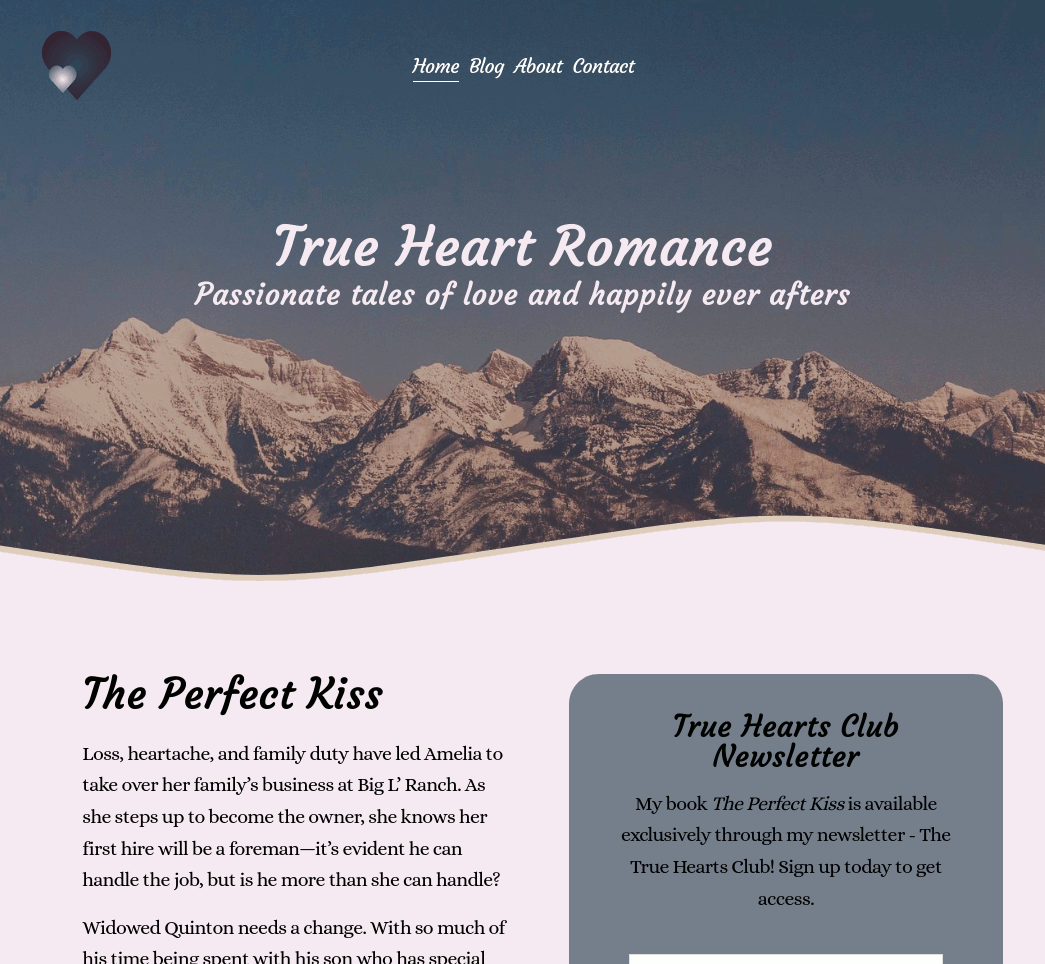 Home Blog About Contact
True Heart Romance
Passionate tales of love and happily ever afters
The Perfect Kiss
Loss, heartache, and family duty have led Amelia to
take over her family’s business at Big L’ Ranch. As
she steps up to become the owner, she knows her
first hire will be a foreman—it’s evident he can
handle the job, but is he more than she can handle?
Widowed Quinton needs a change. With so much of
his time being spent with his son who has special
True Hearts Club
Newsletter
My book The Perfect Kiss is available
exclusively through my newsletter - The
True Hearts Club! Sign up today to get
access.